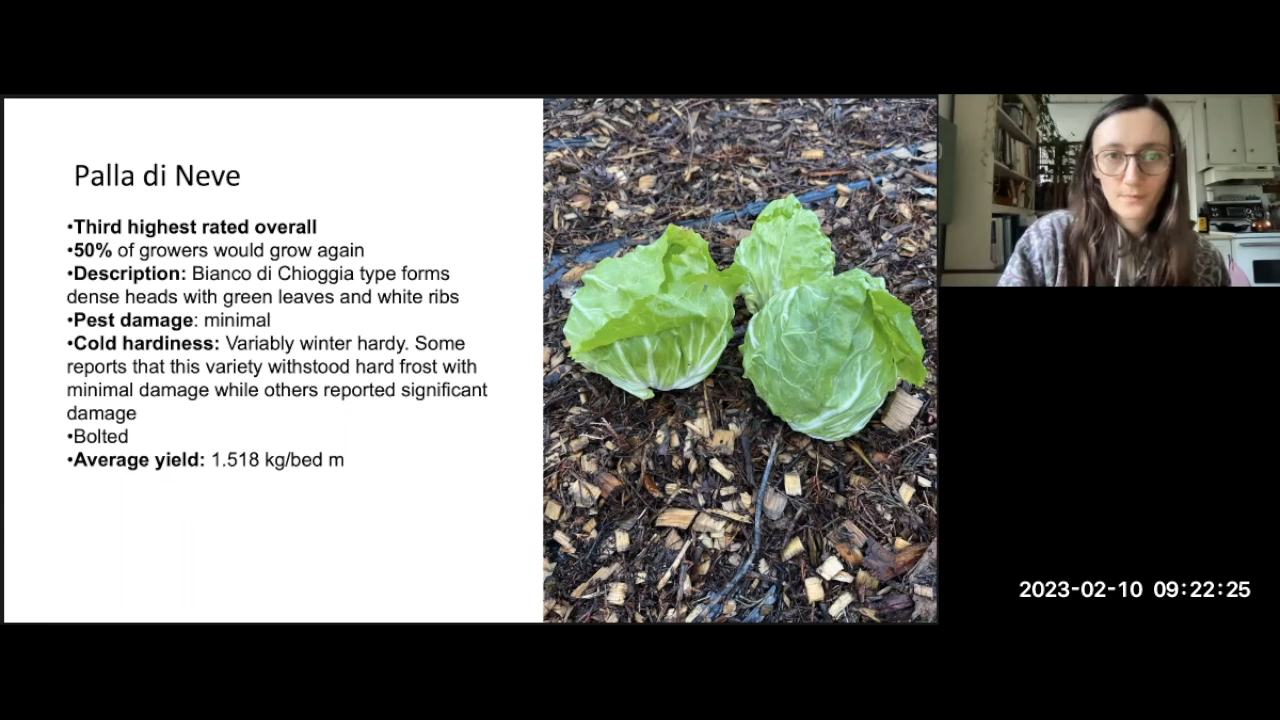 Palla di Neve
•Third highest rated overall
•50% of growers would grow again
•Description: Bianco di Chioggia type forms
dense heads with green leaves and white ribs
•Pest damage: minimal
•Cold hardiness: Variably winter hardy. Some
reports that this variety withstood hard frost with
minimal damage while others reported significant
damage
•Bolted
•Average yield: 1.518 kg/bed m
2023-02-10 09:22:25